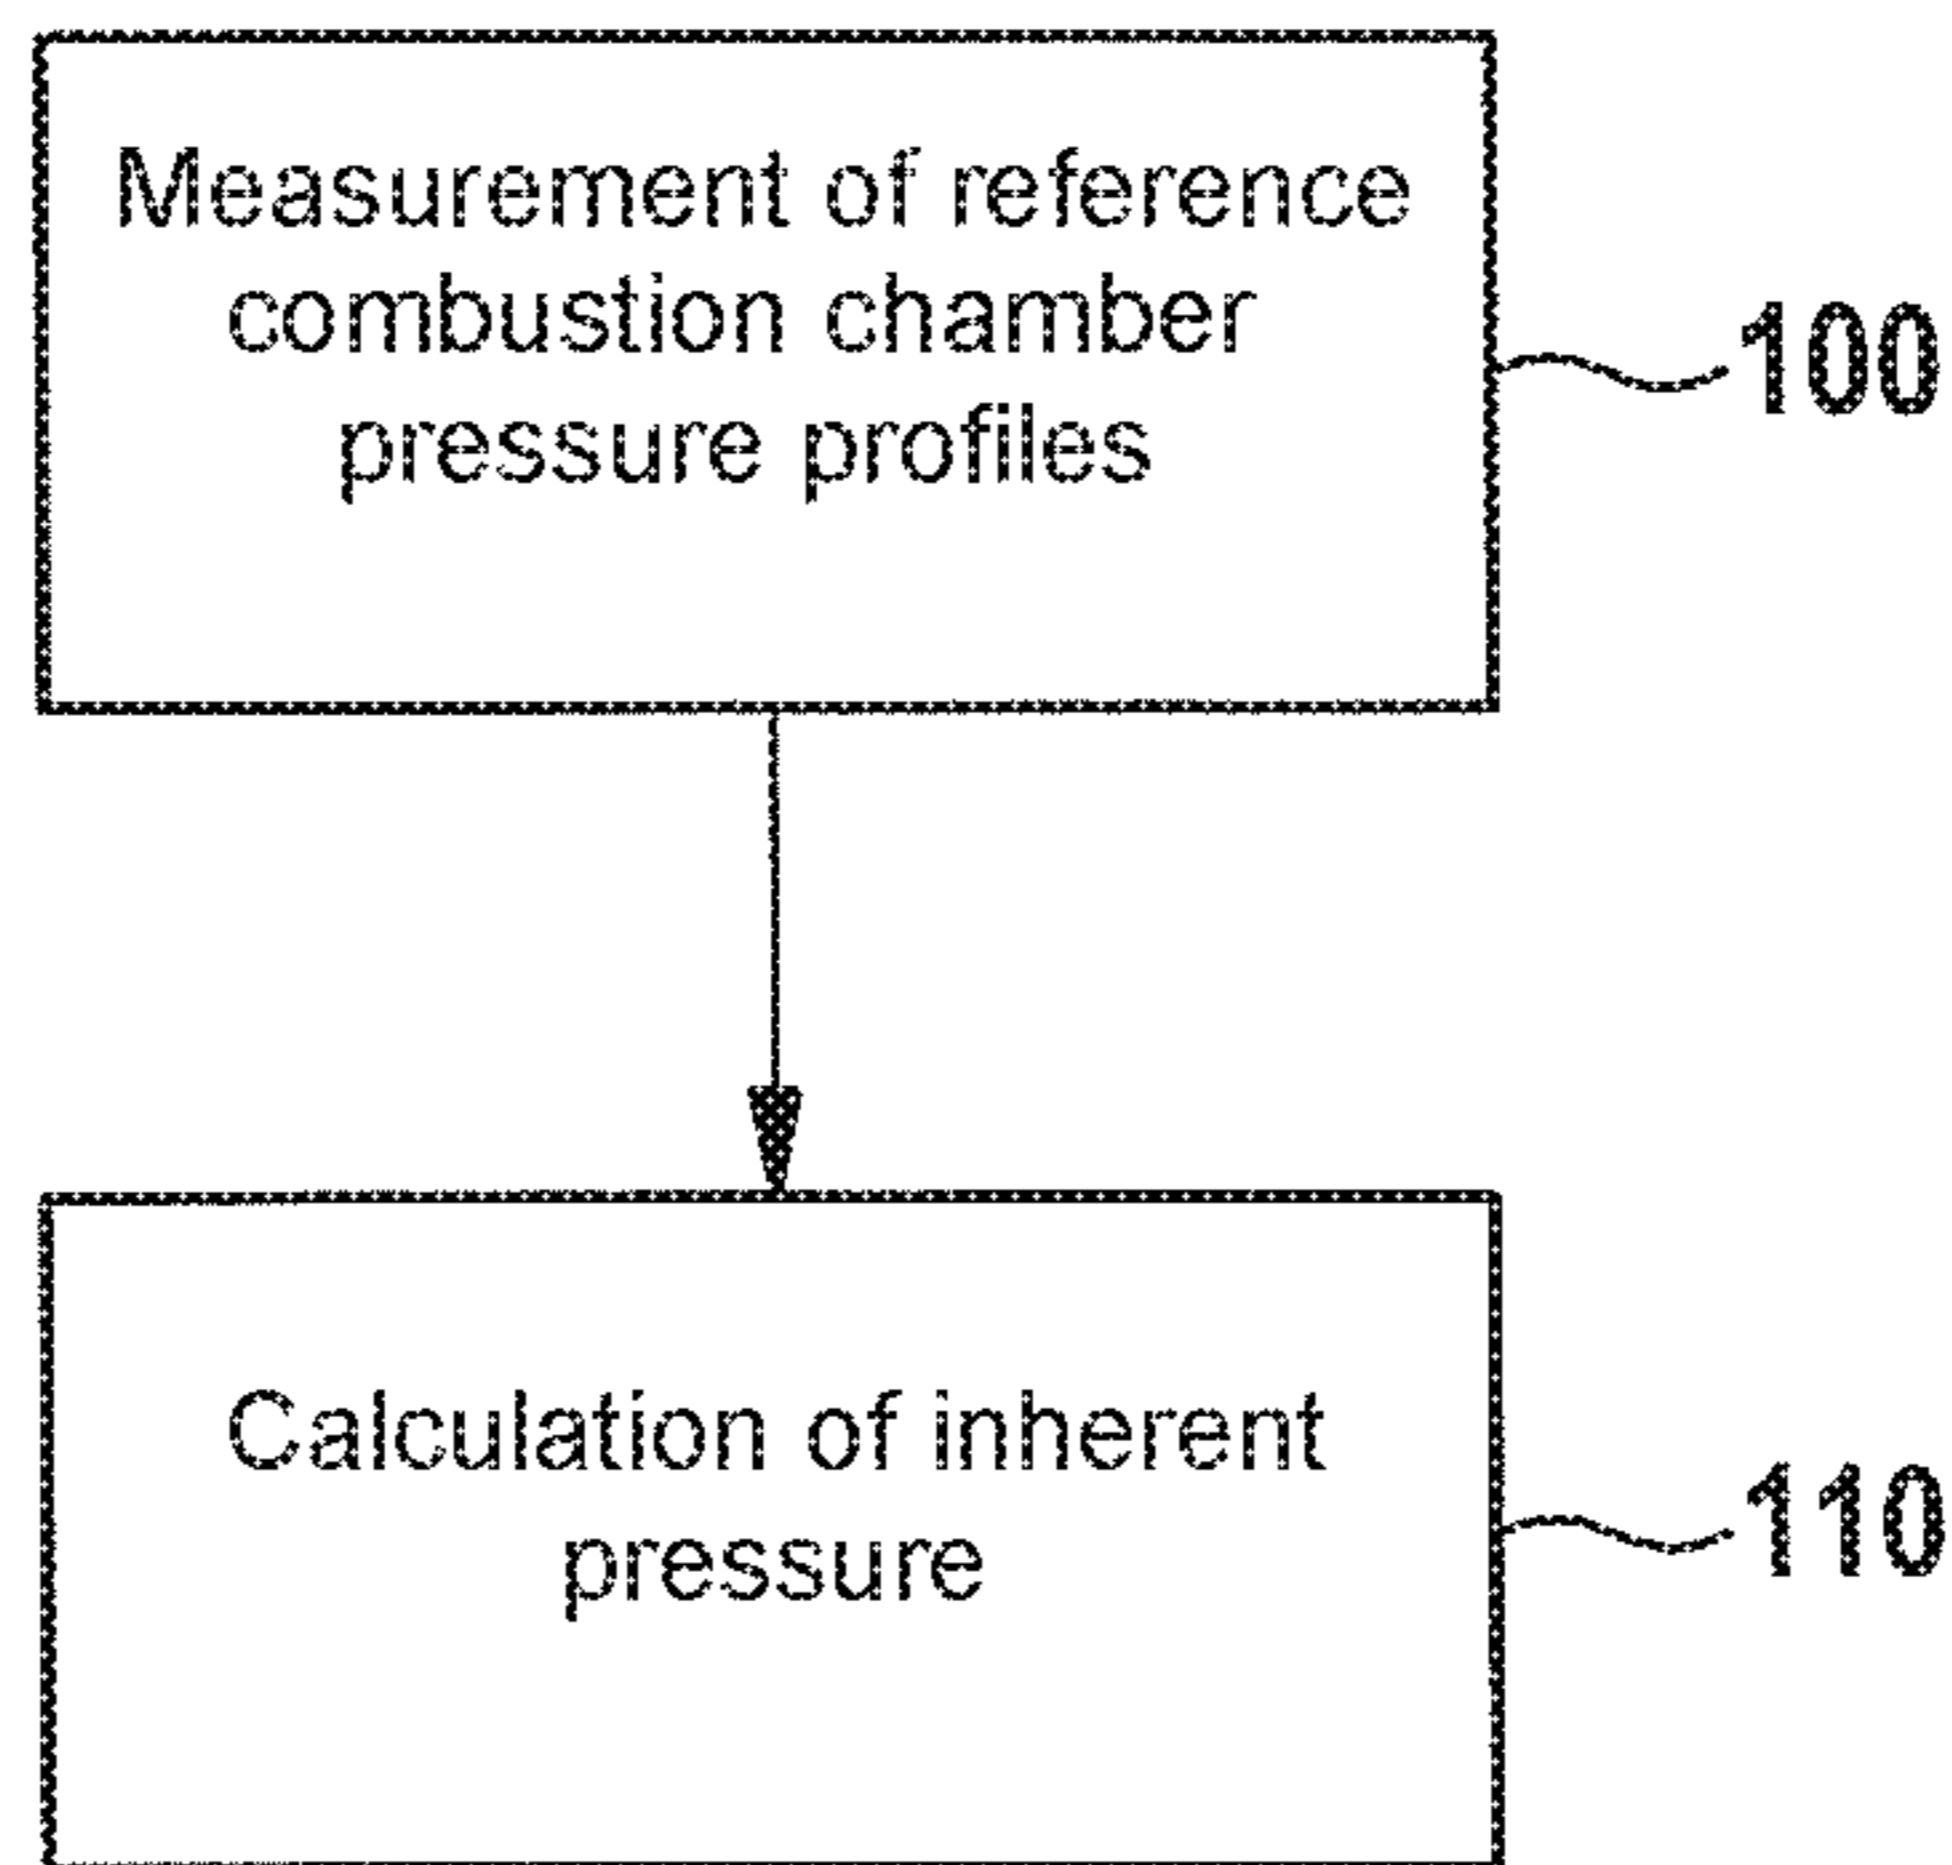 Measurement of reference
combustion chamber
pressure profiles
100
Calculation of inherent
pressure
110